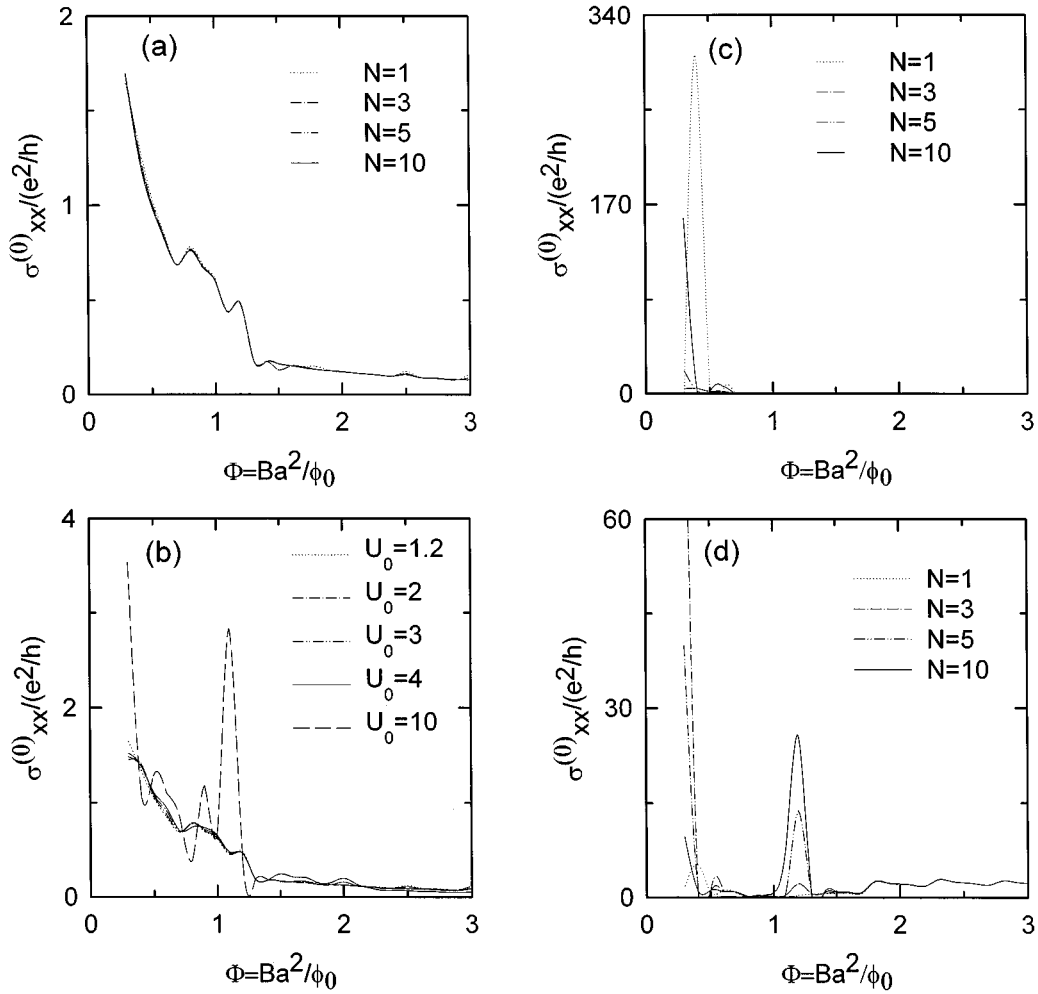 2
(a)
N=1
N=3
N=5
N=10
1
0
σ(0)xx/(e2/h)
0
1
2
3
Φ=Ba2/ϕ0
340
(c)
N=1
N=3
N=5
N=10
170
0
σ(0)xx/(e2/h)
0
1
2
3
Φ=Ba2/ϕ0
4
(b)
U0=1.2
U0=2
U0=3
U0=4
U0=10
2
0
σ(0)xx/(e2/h)
0
1
2
3
Φ=Ba2/ϕ0
60
(d)
N=1
N=3
N=5
N=10
30
0
σ(0)xx/(e2/h)
0
1
2
3
Φ=Ba2/ϕ0